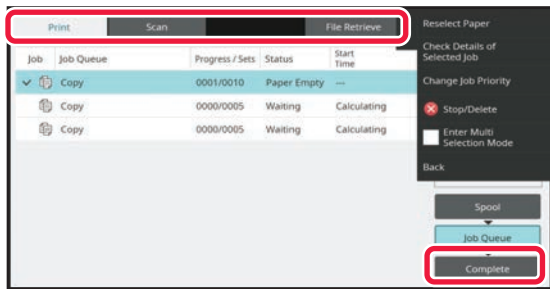 Print Scan File Retrieve
Job Job Queue Progress / Sets Status Start Time
Copy 0001/0010 Paper Empty ---
Copy 0000/0005 Waiting Calculating
Copy 0000/0005 Waiting Calculating
Reselect Paper
Check Details of
Selected Job
Change Job Priority
Stop/Delete
Enter Multi
Selection Mode
Back
Spool
Job Queue
Complete